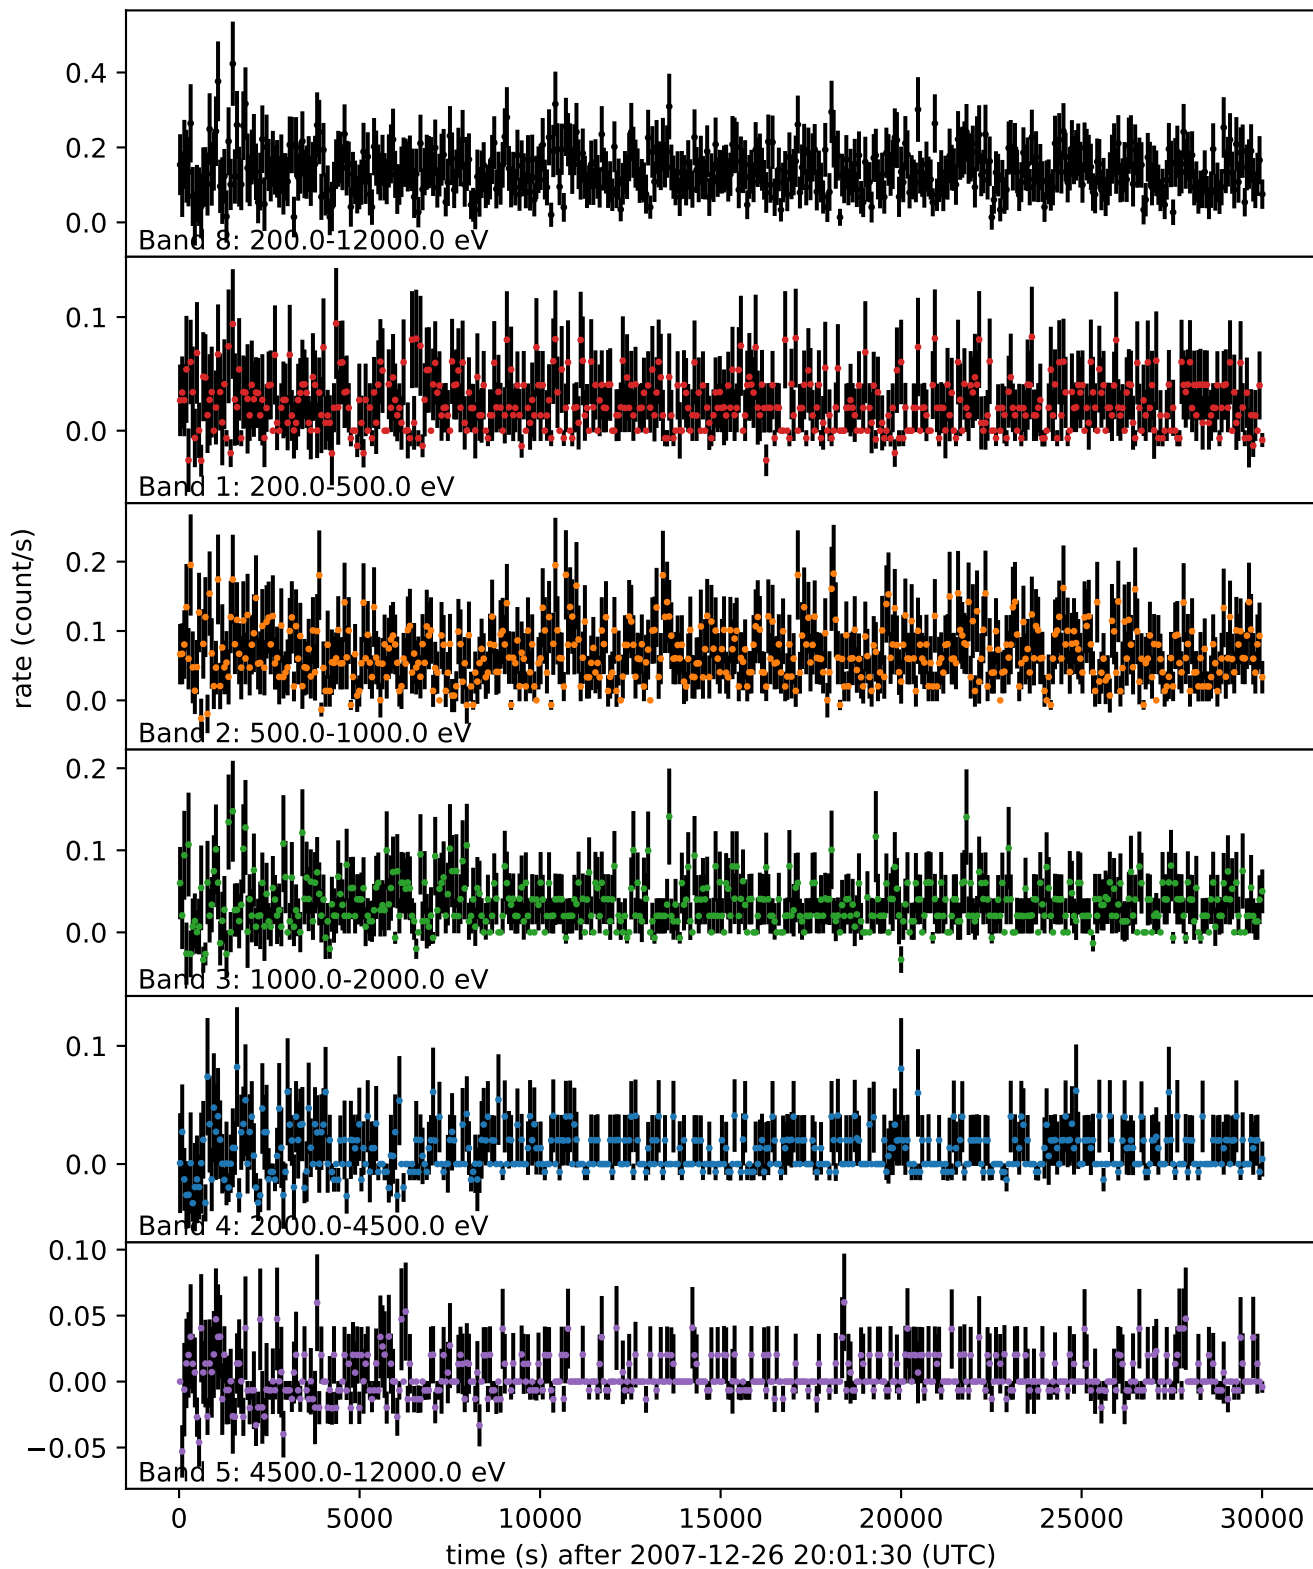 0.4
0.2
0.0
Band 8: 200.0-12000.0 eV
0.1
0.0
Band 1: 200.0-500.0 eV
0.2
0.1
0.0
Band 2: 500.0-1000.0 eV
rate (count/s)
0.2
0.1
0.0
Band 3: 1000.0-2000.0 eV
0.1
0.0
Band 4: 2000.0-4500.0 eV
0.10
0.05
0.00
−0.05
Band 5: 4500.0-12000.0 eV
0 5000 10000 15000 20000 25000 30000
time (s) after 2007-12-26 20:01:30 (UTC)